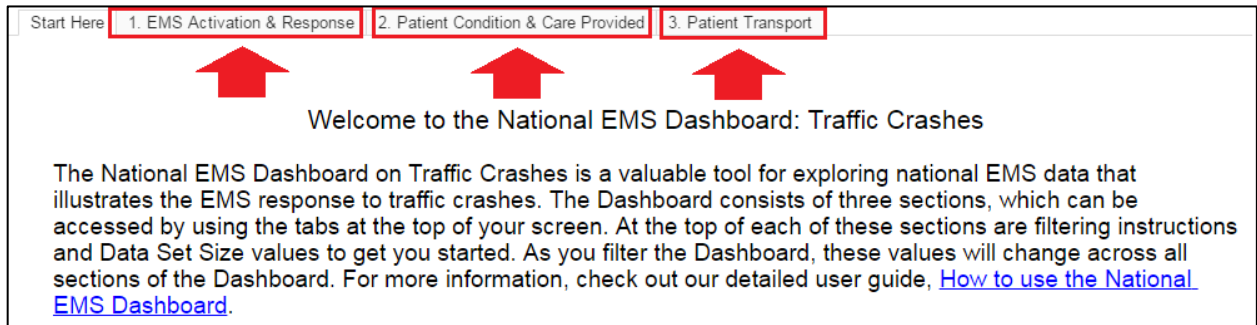 Start Here 1. EMS Activation & Response 2. Patient Condition & Care Provided 3. Patient Transport
Welcome to the National EMS Dashboard: Traffic Crashes
The National EMS Dashboard on Traffic Crashes is a valuable tool for exploring national EMS data that
illustrates the EMS response to traffic crashes. The Dashboard consists of three sections, which can be
accessed by using the tabs at the top of your screen. At the top of each of these sections are filtering instructions
and Data Set Size values to get you started. As you filter the Dashboard, these values will change across all
sections of the Dashboard. For more information, check out our detailed user guide, How to use the National
EMS Dashboard.